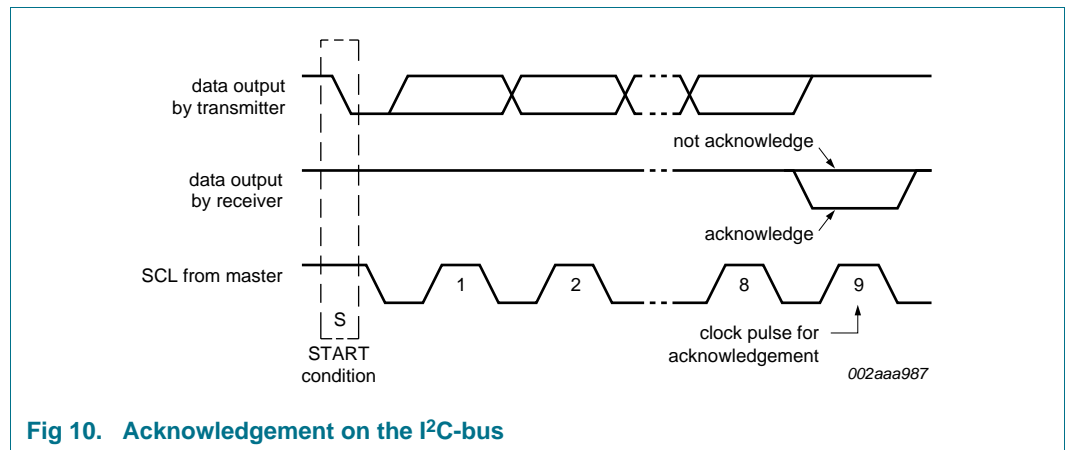 data output
by transmitter
not acknowledge
data output
by receiver
acknowledge
SCL from master
1
2
8
9
S
START
condition
clock pulse for
acknowledgement
002aaa987
Fig 10. Acknowledgement on the I²C-bus